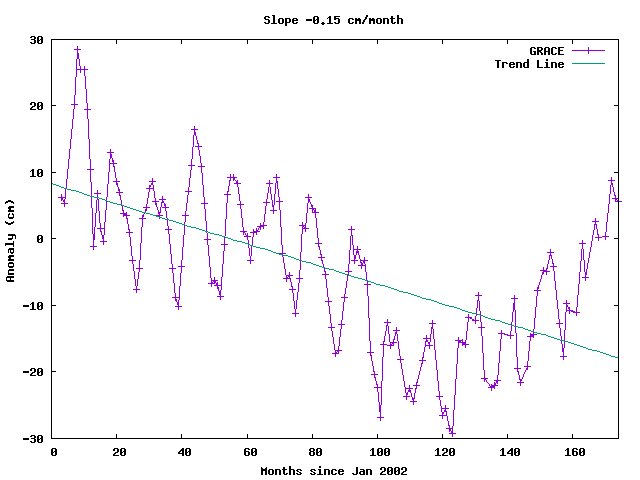 Slope -0.15 cm/month
30
GRACE
Trend Line
20
10
0
-10
-20
-30
Anomaly (cm)
0 20 40 60 80 100 120 140 160
Months since Jan 2002